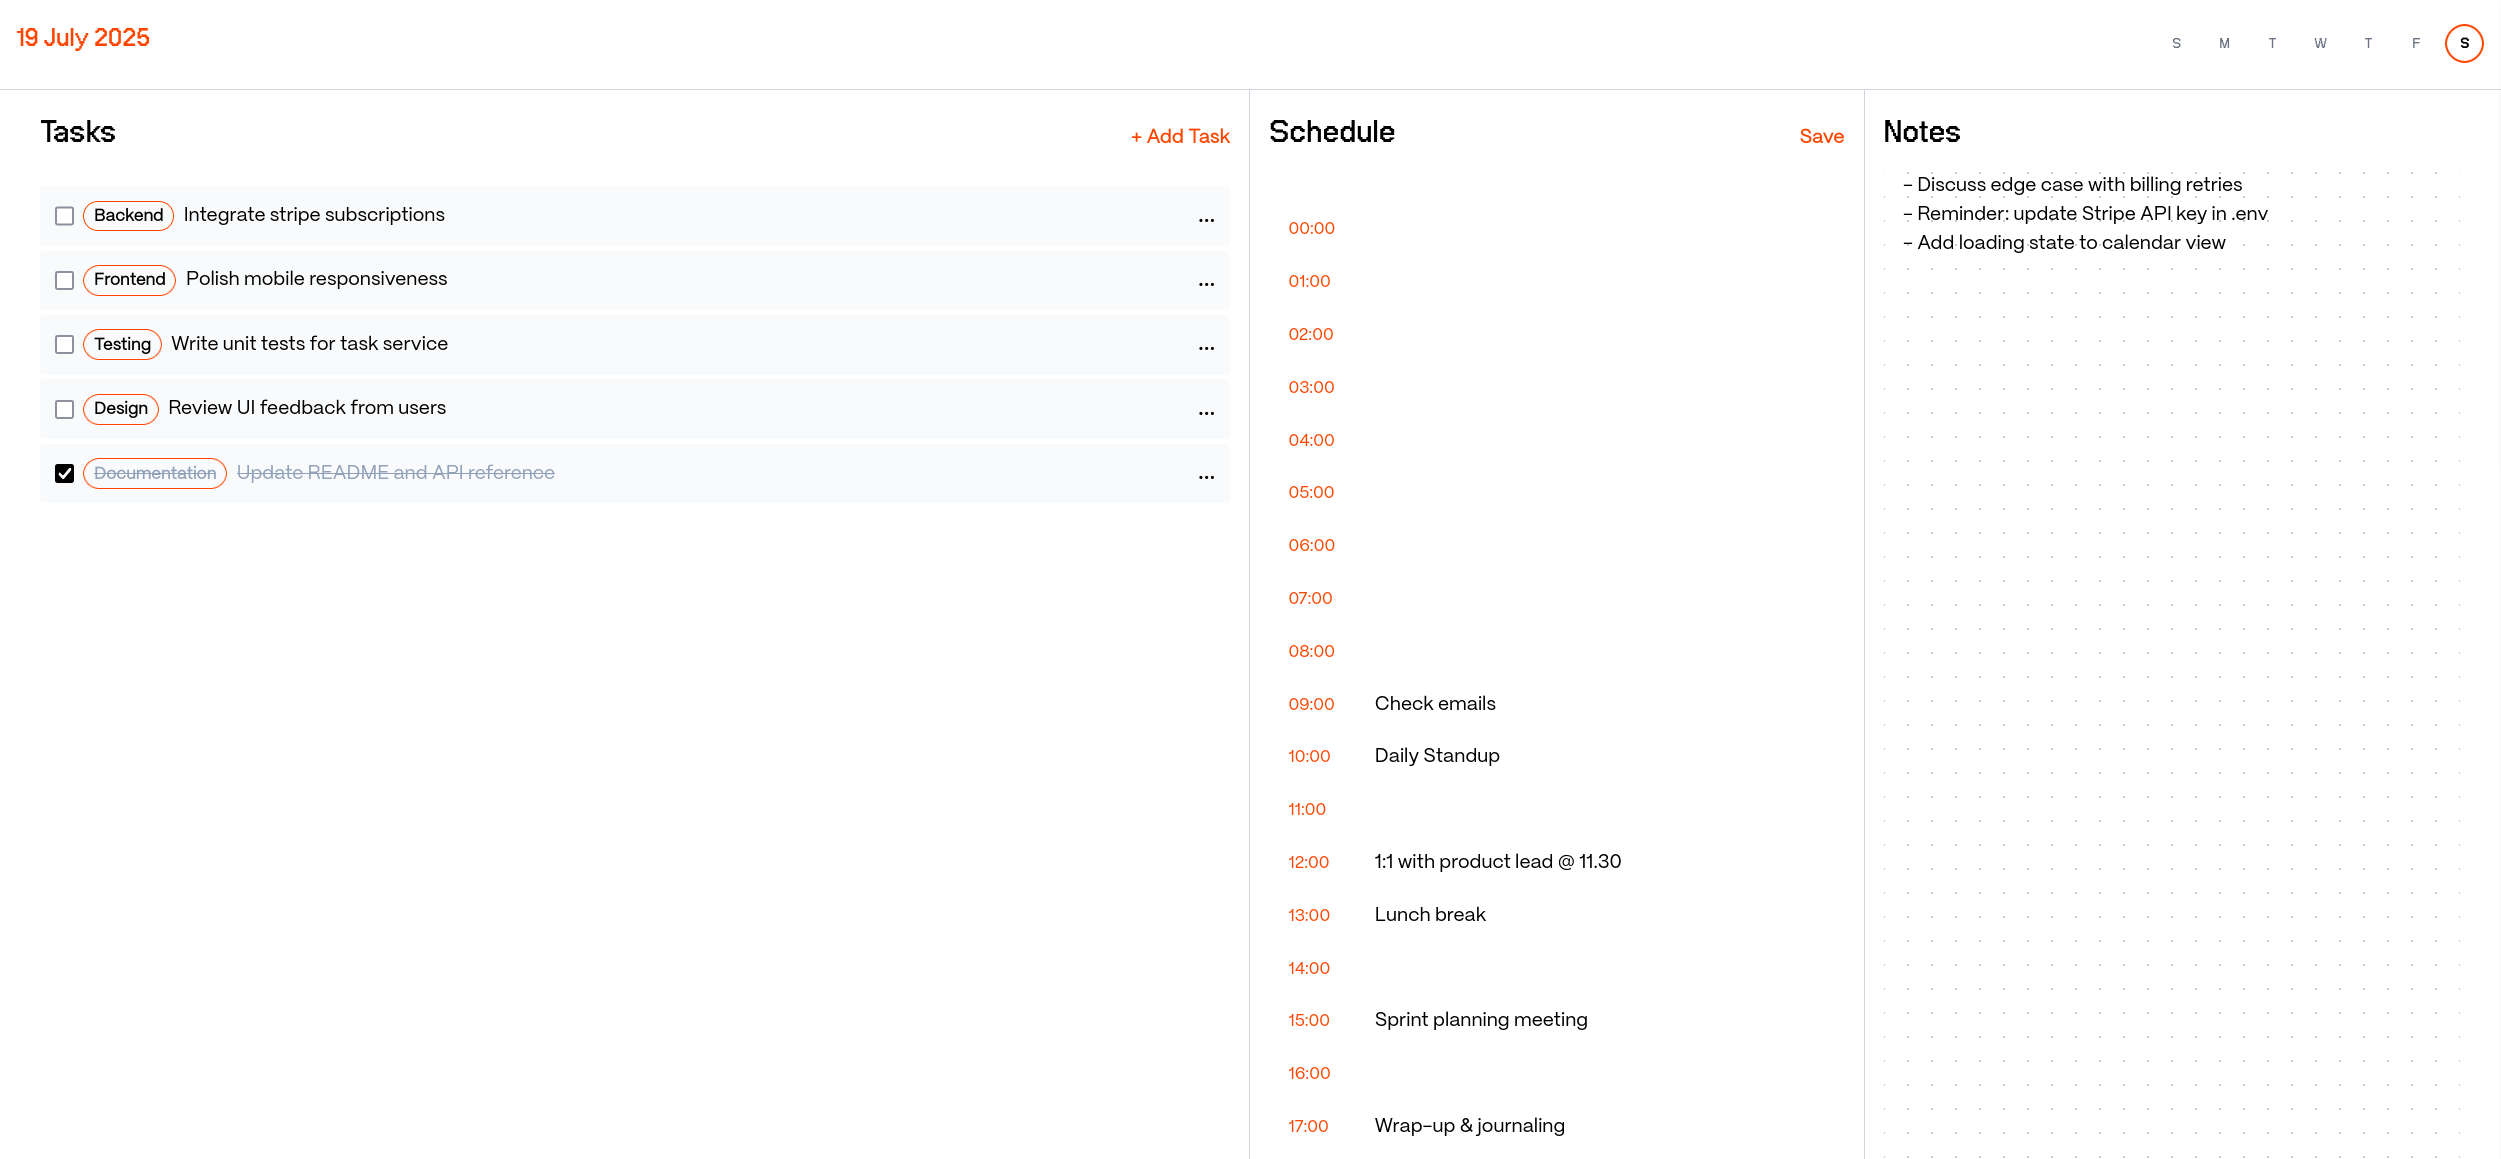 19 July 2025
S M T W T F S
Tasks
+ Add Task
Backend Integrate stripe subscriptions ...
Frontend Polish mobile responsiveness ...
Testing Write unit tests for task service ...
Design Review UI feedback from users ...
Documentation Update README and API reference ...
Schedule
Save
00:00
01:00
02:00
03:00
04:00
05:00
06:00
07:00
08:00
09:00 Check emails
10:00 Daily Standup
11:00
12:00 1:1 with product lead @ 11.30
13:00 Lunch break
14:00
15:00 Sprint planning meeting
16:00
17:00 Wrap-up & journaling
Notes
- Discuss edge case with billing retries
- Reminder: update Stripe API key in .env
- Add loading state to calendar view